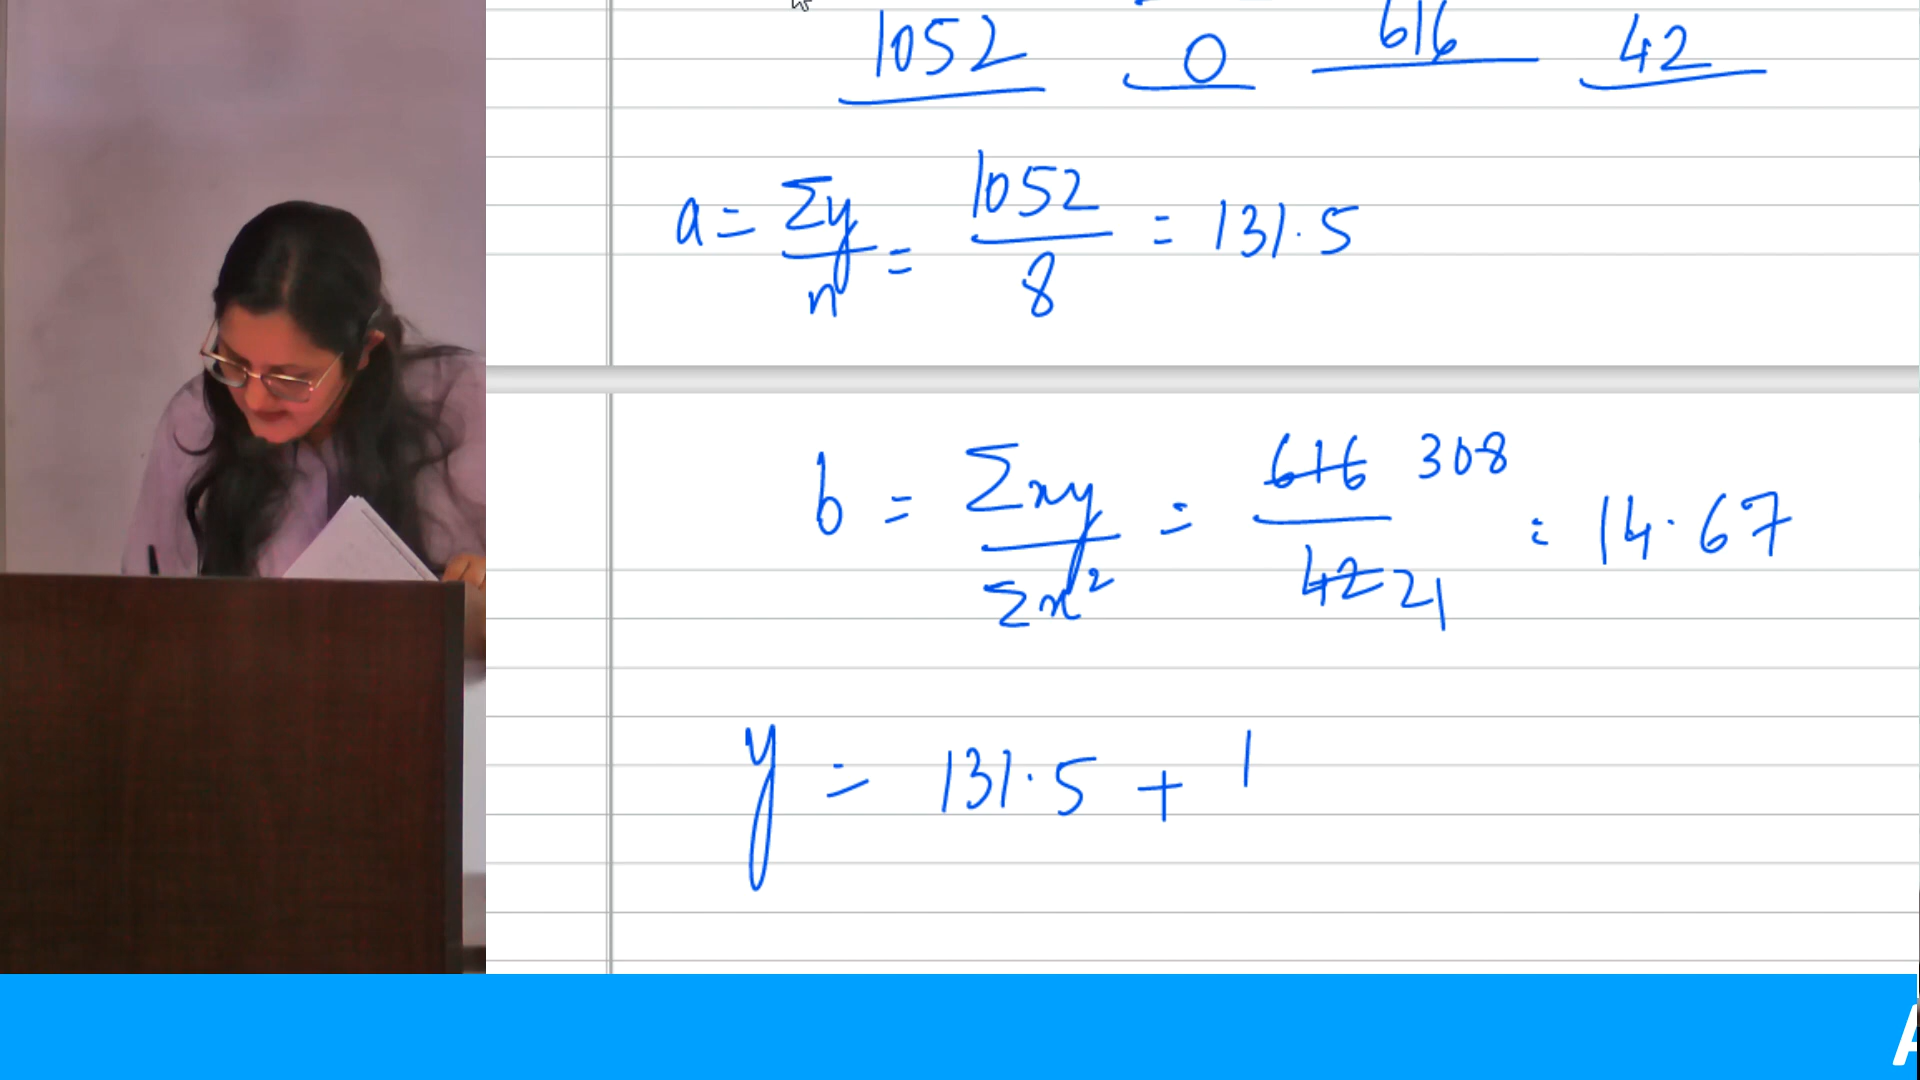 1052 0 616 42
a = Σy/n = 1052/8 = 131.5
b = Σxy/Σx² = 616 308/42 21 = 14.67
y = 131.5 + 1
A